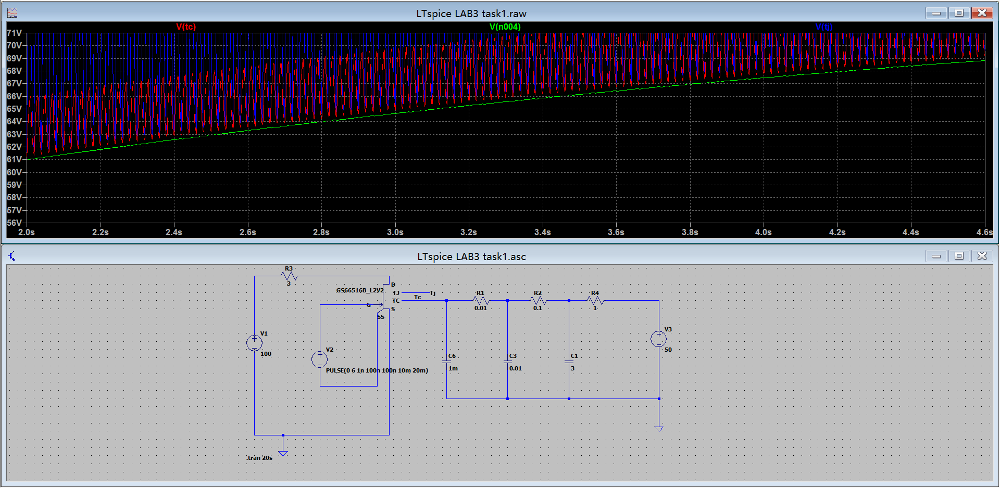 LTspice LAB3 task1.raw
V(tc) V(n004) V(tj)
71V
70V
69V
68V
67V
66V
65V
64V
63V
62V
61V
60V
59V
58V
57V
56V
2.0s 2.2s 2.4s 2.6s 2.8s 3.0s 3.2s 3.4s 3.6s 3.8s 4.0s 4.2s 4.4s 4.6s
LTspice LAB3 task1.asc
R3
3
D
GS66516B_L2V2
TJ
Tj
TC
Tc
G
S
SS
R1
0.01
R2
0.1
R4
1
V1
100
V2
PULSE(0 6 1n 100n 100n 10m 20m)
C6
1m
C3
0.01
C1
3
V3
50
.tran 20s